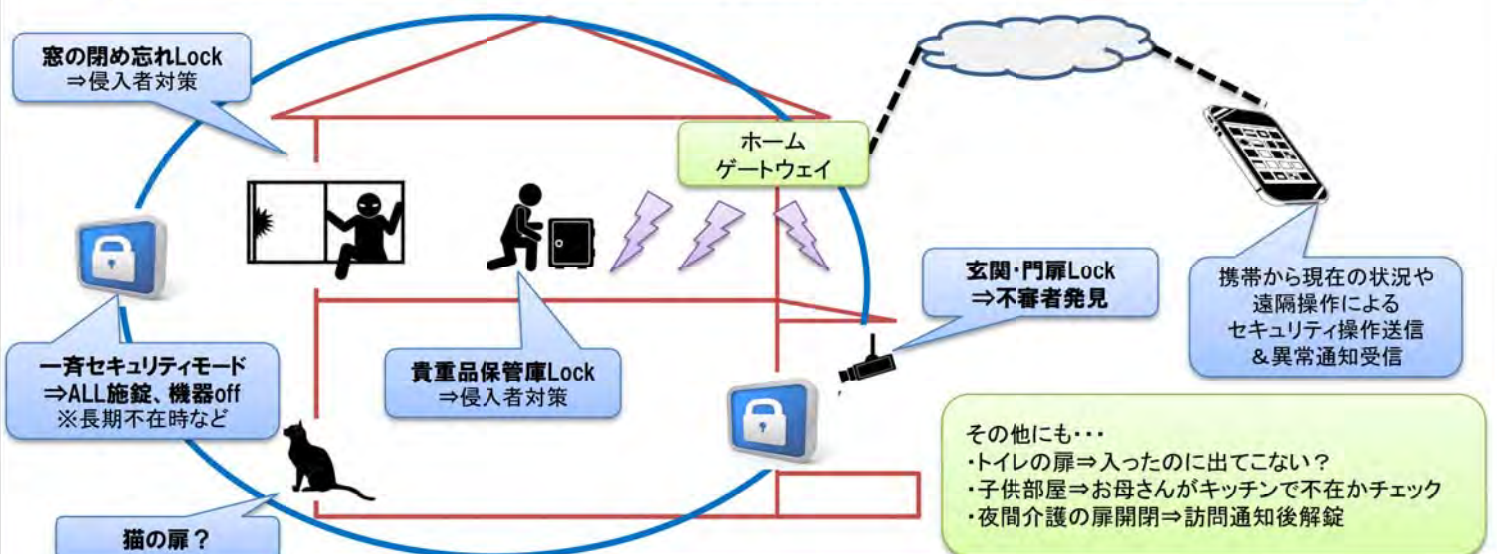 窓の閉め忘れLock
⇒侵入者対策
ホーム
ゲートウェイ
玄関・門扉Lock
⇒不審者発見
携帯から現在の状況や
遠隔操作による
セキュリティ操作送信
&異常通知受信
一斉セキュリティモード
⇒ALL施錠、機器off
※長期不在時など
貴重品保管庫Lock
⇒侵入者対策
猫の扉?
その他にも・・・
・トイレの扉⇒入ったのに出てこない?
・子供部屋⇒お母さんがキッチンで不在かチェック
・夜間介護の扉開閉⇒訪問通知後解錠